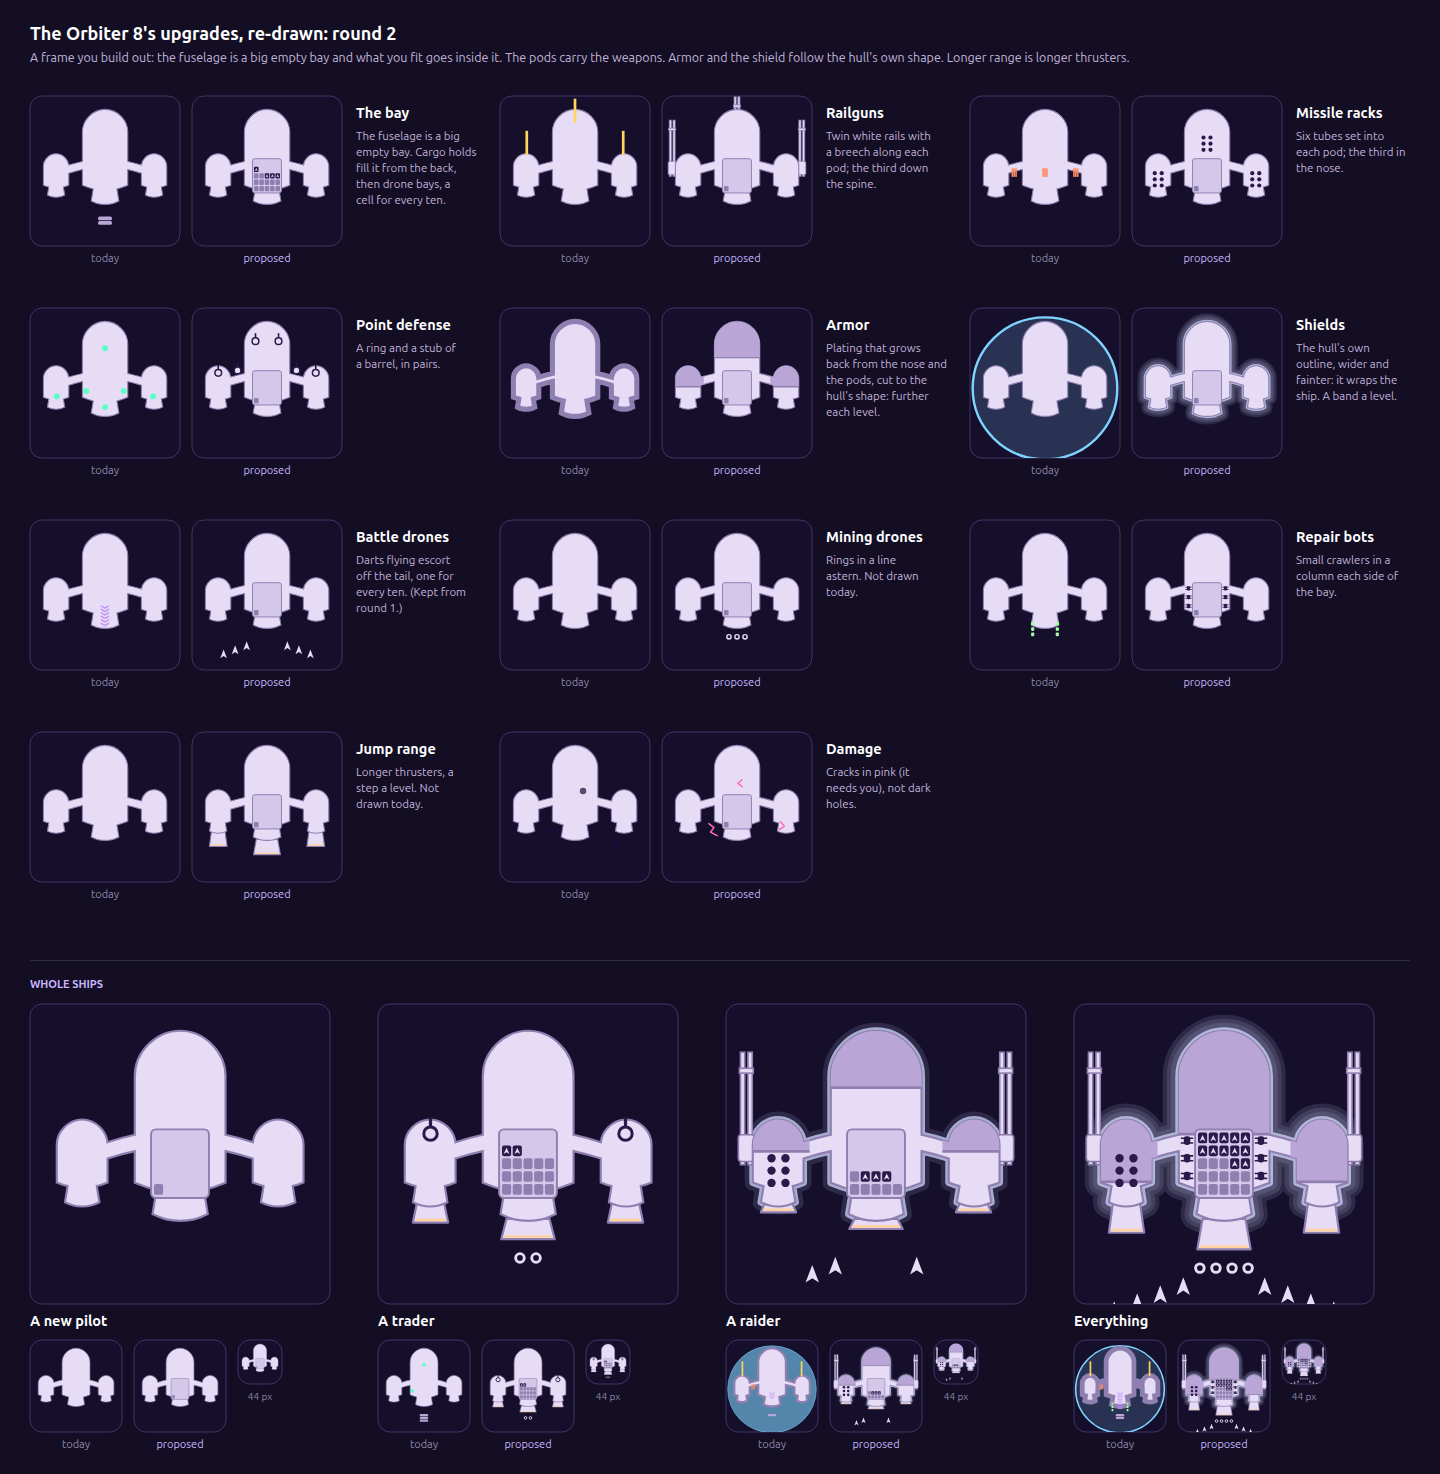 The Orbiter 8's upgrades, re-drawn: round 2
A frame you build out: the fuselage is a big empty bay and what you fit goes inside it. The pods carry the weapons. Armor and the shield follow the hull's own shape. Longer range is longer thrusters.
The bay
The fuselage is a big
empty bay. Cargo holds
fill it from the back,
then drone bays, a
cell for every ten.
today
proposed
Railguns
Twin white rails with
a breech along each
pod; the third down
the spine.
today
proposed
Missile racks
Six tubes set into
each pod; the third in
the nose.
today
proposed
Point defense
A ring and a stub of
a barrel, in pairs.
today
proposed
Armor
Plating that grows
back from the nose and
the pods, cut to the
hull's shape: further
each level.
today
proposed
Shields
The hull's own
outline, wider and
fainter: it wraps the
ship. A band a level.
today
proposed
Battle drones
Darts flying escort
off the tail, one for
every ten. (Kept from
round 1.)
today
proposed
Mining drones
Rings in a line
astern. Not drawn
today.
today
proposed
Repair bots
Small crawlers in a
column each side of
the bay.
today
proposed
Jump range
Longer thrusters, a
step a level. Not
drawn today.
today
proposed
Damage
Cracks in pink (it
needs you), not dark
holes.
today
proposed
WHOLE SHIPS
A new pilot
44 px
today
proposed
A trader
44 px
today
proposed
A raider
44 px
today
proposed
Everything
44 px
today
proposed